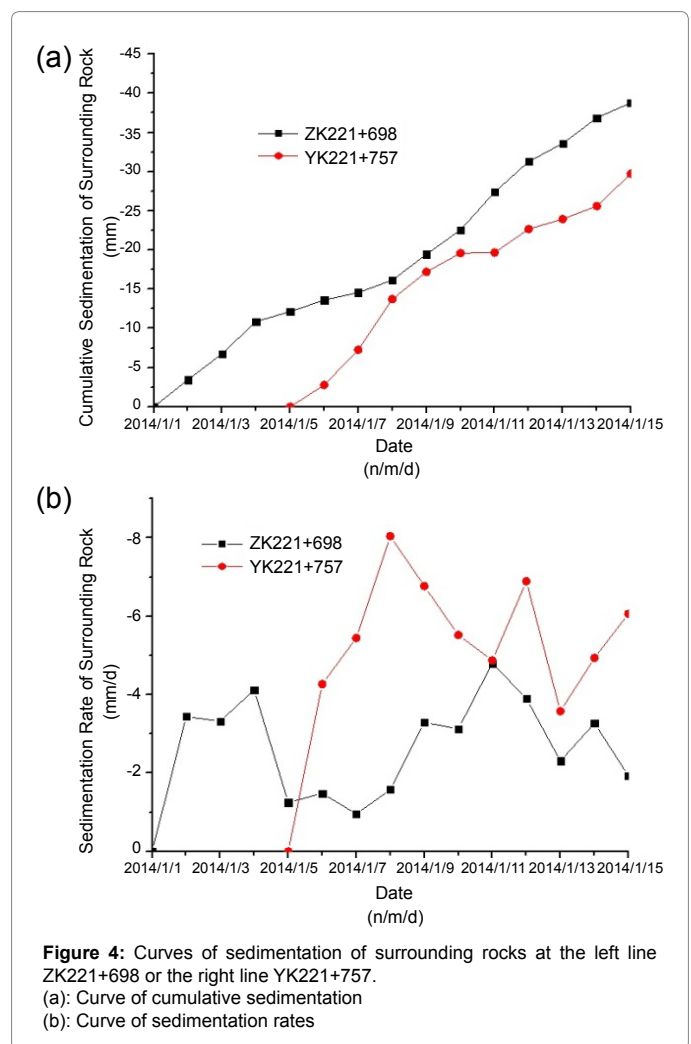 (a)
Cumulative Sedimentation of Surrounding Rock
(mm)
-45
-40
-35
-30
-25
-20
-15
-10
-5
0
ZK221+698
YK221+757
2014/1/1 2014/1/3 2014/1/5 2014/1/7 2014/1/9 2014/1/11 2014/1/13 2014/1/15
Date
(n/m/d)
(b)
Sedimentation Rate of Surrounding Rock
(mm/d)
-8
-6
-4
-2
0
ZK221+698
YK221+757
2014/1/1 2014/1/3 2014/1/5 2014/1/7 2014/1/9 2014/1/11 2014/1/13 2014/1/15
Date
(n/m/d)
Figure 4: Curves of sedimentation of surrounding rocks at the left line
ZK221+698 or the right line YK221+757.
(a): Curve of cumulative sedimentation
(b): Curve of sedimentation rates